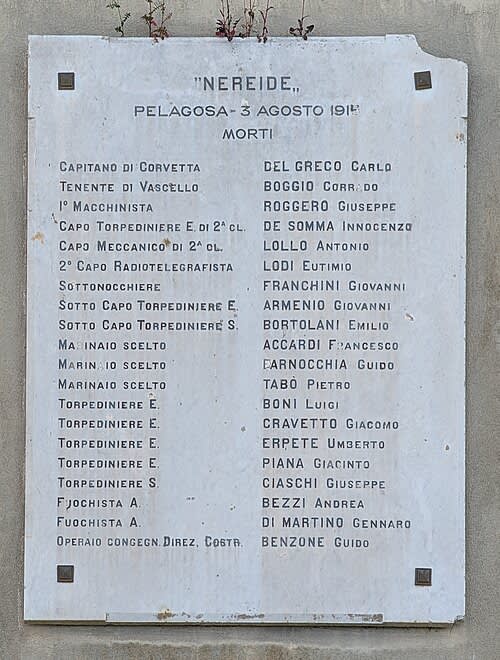 "NEREIDE„
PELAGOSA - 3 AGOSTO 191
MORTI
CAPITANO DI CORVETTA DEL GRECO CARLO
TENENTE DI VASCELLO BOGGIO CORRADO
1º MACCHINISTA ROGGERO GIUSEPPE
CAPO TORPEDINIERE E. DI 2ª CL. DE SOMMA INNOCENZO
CAPO MECCANICO DI 2ª CL. LOLLO ANTONIO
2º CAPO RADIOTELEGRAFISTA LODI EUTIMIO
SOTTONOCCHIERE FRANCHINI GIOVANNI
SOTTO CAPO TORPEDINIERE E. ARMENIO GIOVANNI
SOTTO CAPO TORPEDINIERE S. BORTOLANI EMILIO
MARINAIO SCELTO ACCARDI FRANCESCO
MARINAIO SCELTO FARNOCCHIA GUIDO
MARINAIO SCELTO TABÒ PIETRO
TORPEDINIERE E. BONI LUIGI
TORPEDINIERE E. CRAVETTO GIACOMO
TORPEDINIERE E. ERPETE UMBERTO
TORPEDINIERE E. PIANA GIACINTO
TORPEDINIERE S. CIASCHI GIUSEPPE
FUOCHISTA A. BEZZI ANDREA
FUOCHISTA A. DI MARTINO GENNARO
OPERAIO CONGEGN. DIREZ. COSTR. BENZONE GUIDO